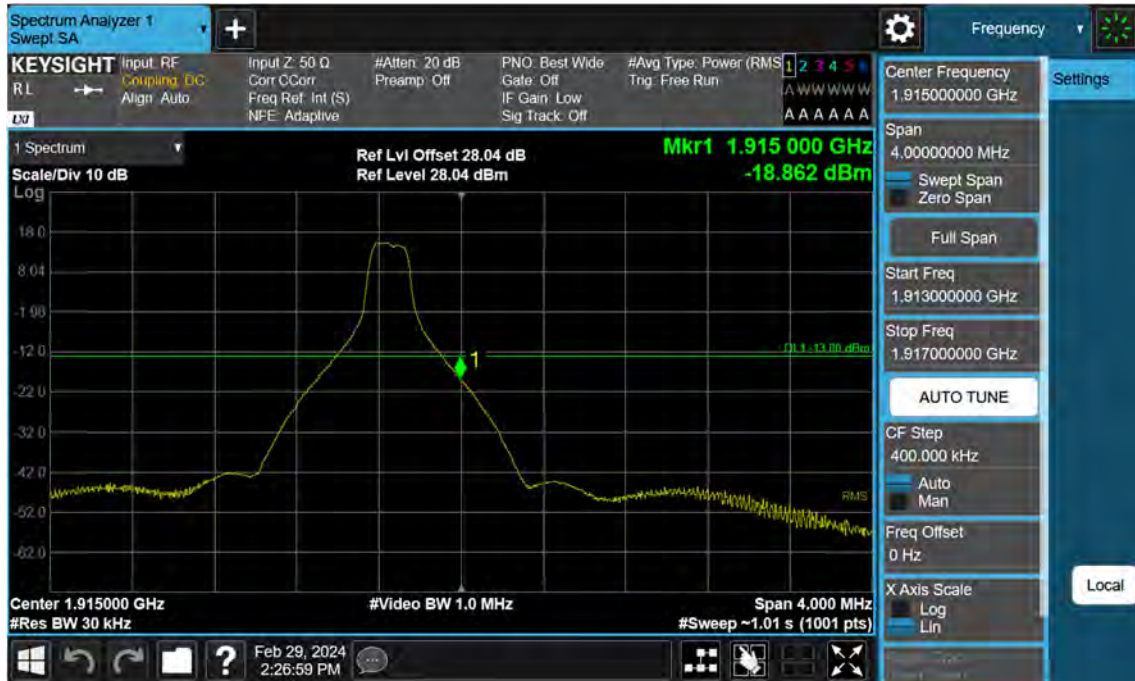 Spectrum Analyzer 1
Swept SA
+
Frequency
KEYSIGHT
RL
LXI
Input: RF
Coupling: DC
Align: Auto
Input Z: 50 Ω
Corr CCorr
Freq Ref: Int (S)
NFE: Adaptive
#Atten: 20 dB
Preamp: Off
PNO: Best Wide
Gate: Off
IF Gain: Low
Sig Track: Off
#Avg Type: Power (RMS
Trig: Free Run
1 2 3 4 5 6
A W W W W W
A A A A A A
1 Spectrum
Scale/Div 10 dB
Ref Lvl Offset 28.04 dB
Ref Level 28.04 dBm
Mkr1 1.915 000 GHz
-18.862 dBm
Log
18.0
8.04
-1.96
-12.0
-22.0
-32.0
-42.0
-52.0
-62.0
1
DL1 -13.00 dBm
RMS
Center 1.915000 GHz
#Res BW 30 kHz
#Video BW 1.0 MHz
Span 4.000 MHz
#Sweep ~1.01 s (1001 pts)
Center Frequency
1.915000000 GHz
Settings
Span
4.00000000 MHz
Swept Span
Zero Span
Full Span
Start Freq
1.913000000 GHz
Stop Freq
1.917000000 GHz
AUTO TUNE
CF Step
400.000 kHz
Auto
Man
Freq Offset
0 Hz
X Axis Scale
Log
Lin
Local
?
Feb 29, 2024
2:26:59 PM